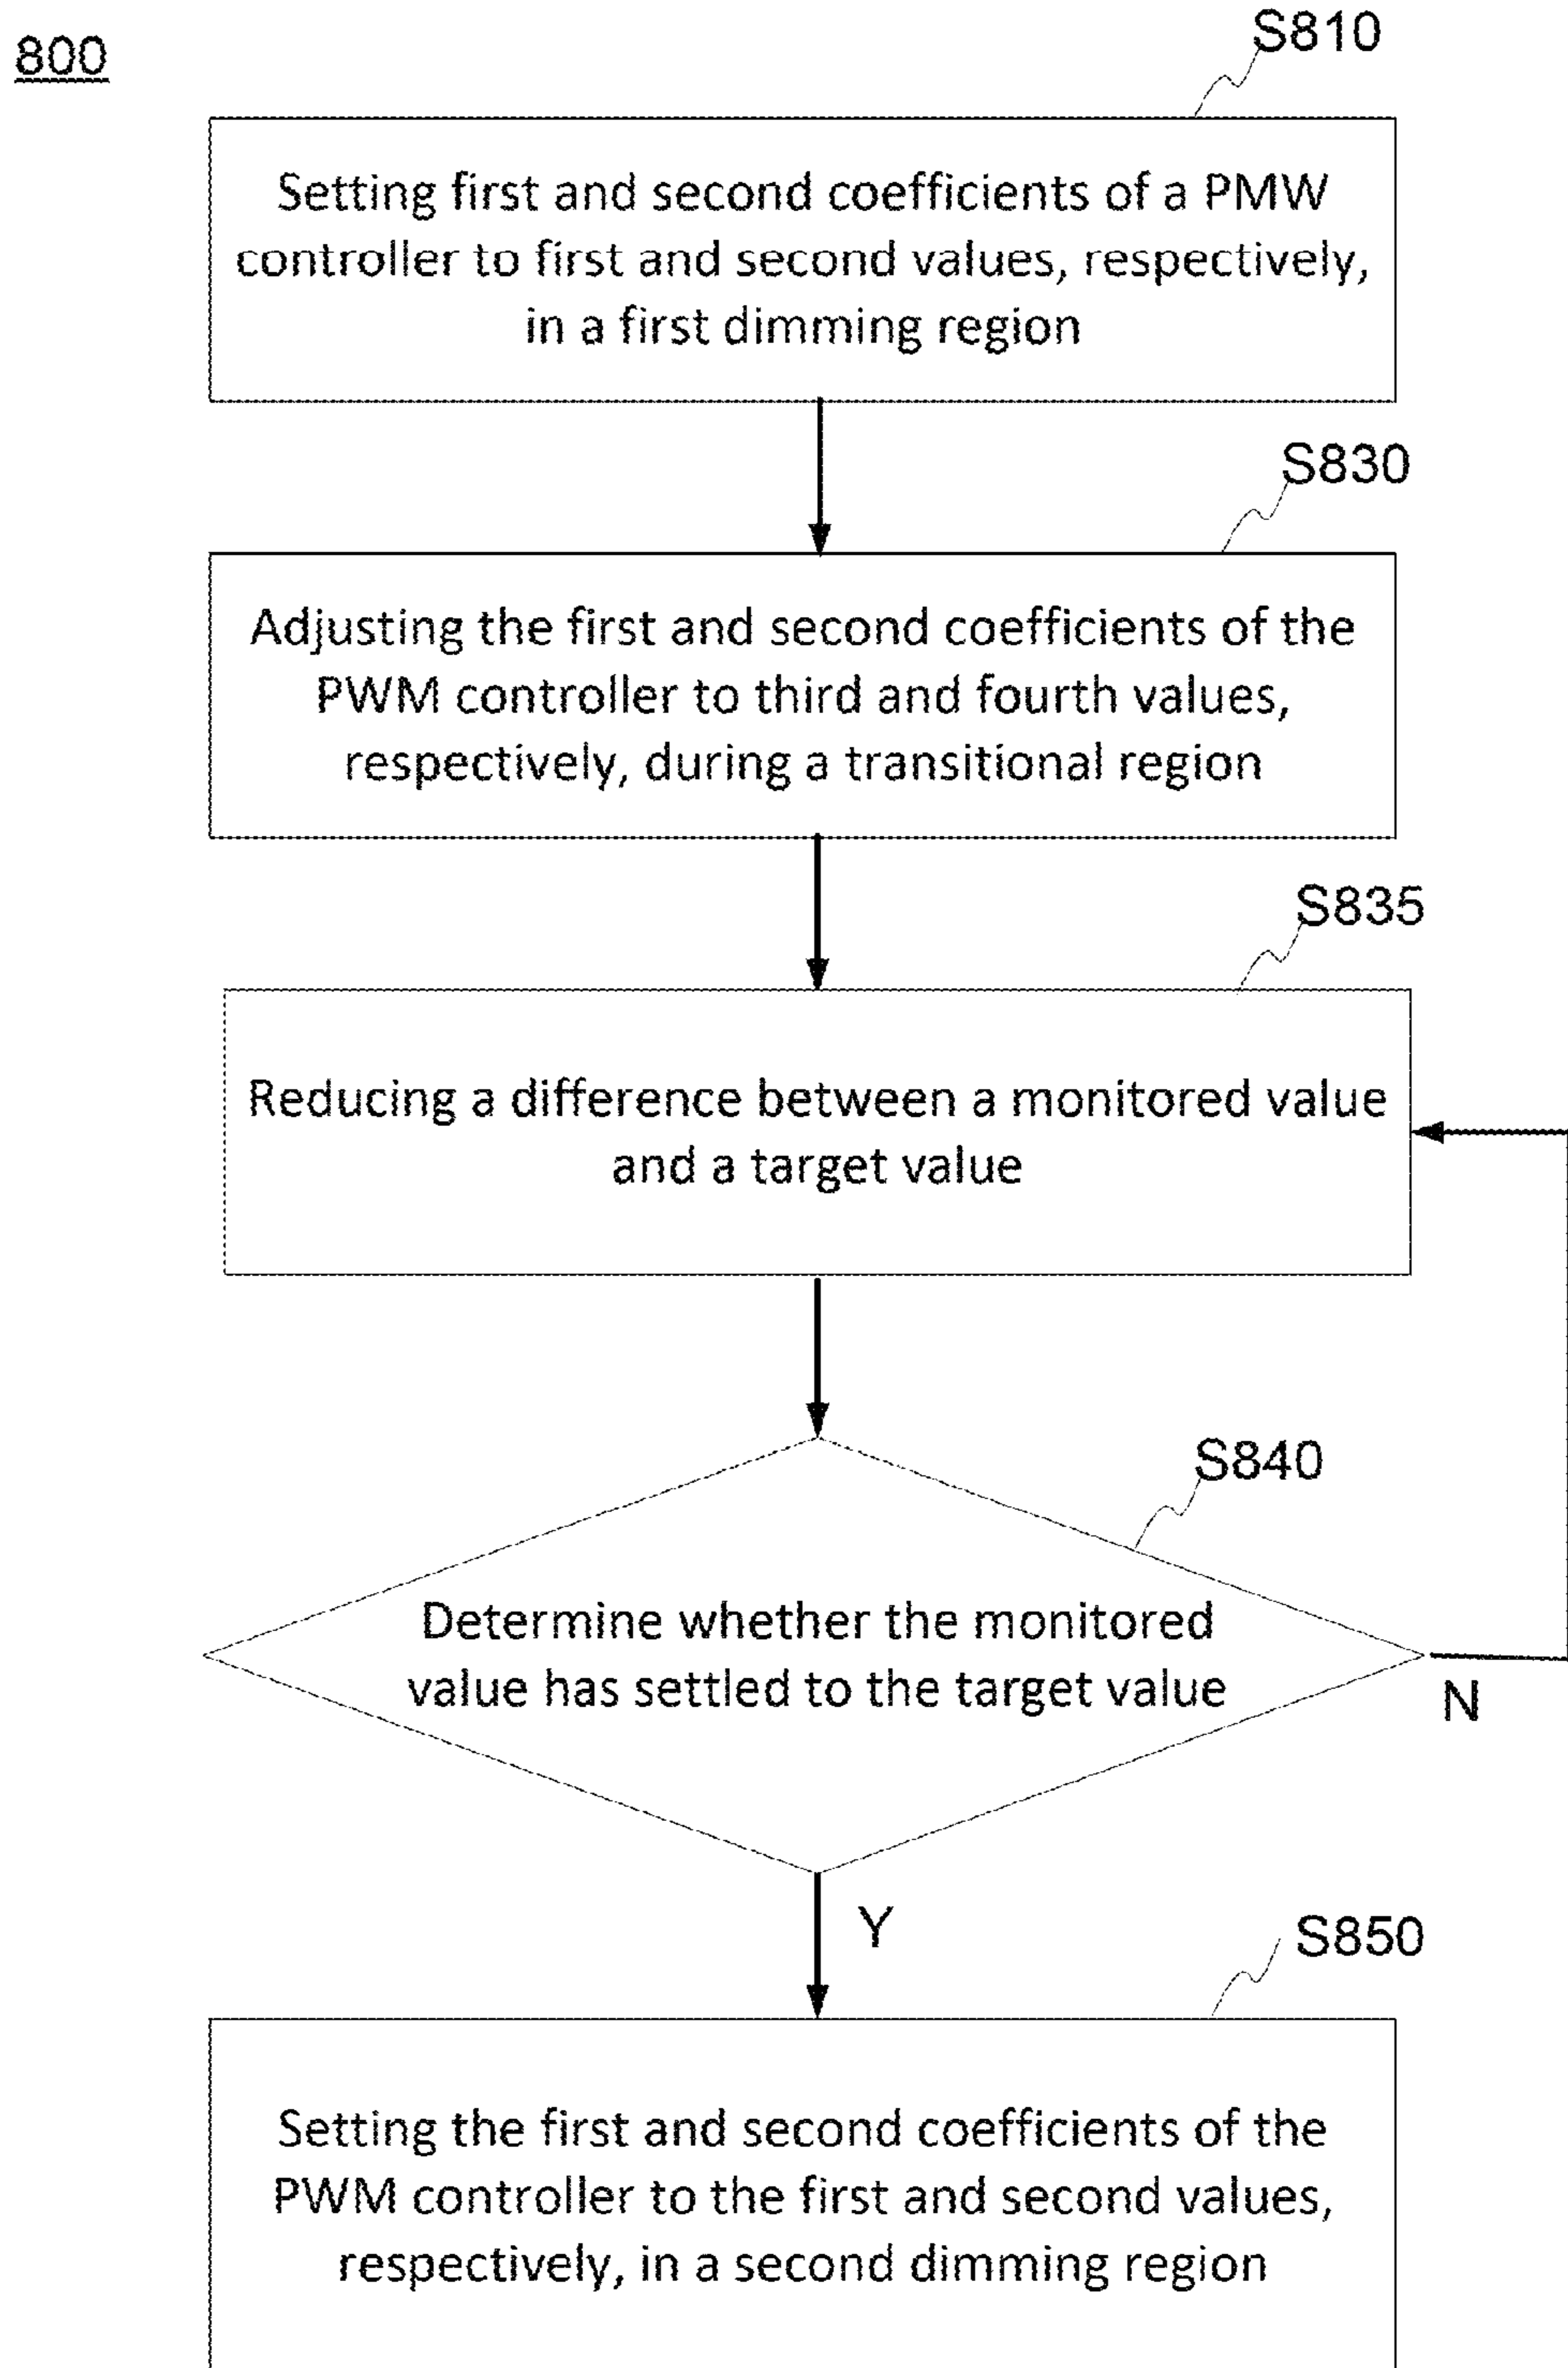 800
S810
Setting first and second coefficients of a PMW
controller to first and second values, respectively,
in a first dimming region
S830
Adjusting the first and second coefficients of the
PWM controller to third and fourth values,
respectively, during a transitional region
S835
Reducing a difference between a monitored value
and a target value
S840
Determine whether the monitored
value has settled to the target value
N
Y
S850
Setting the first and second coefficients of the
PWM controller to the first and second values,
respectively, in a second dimming region